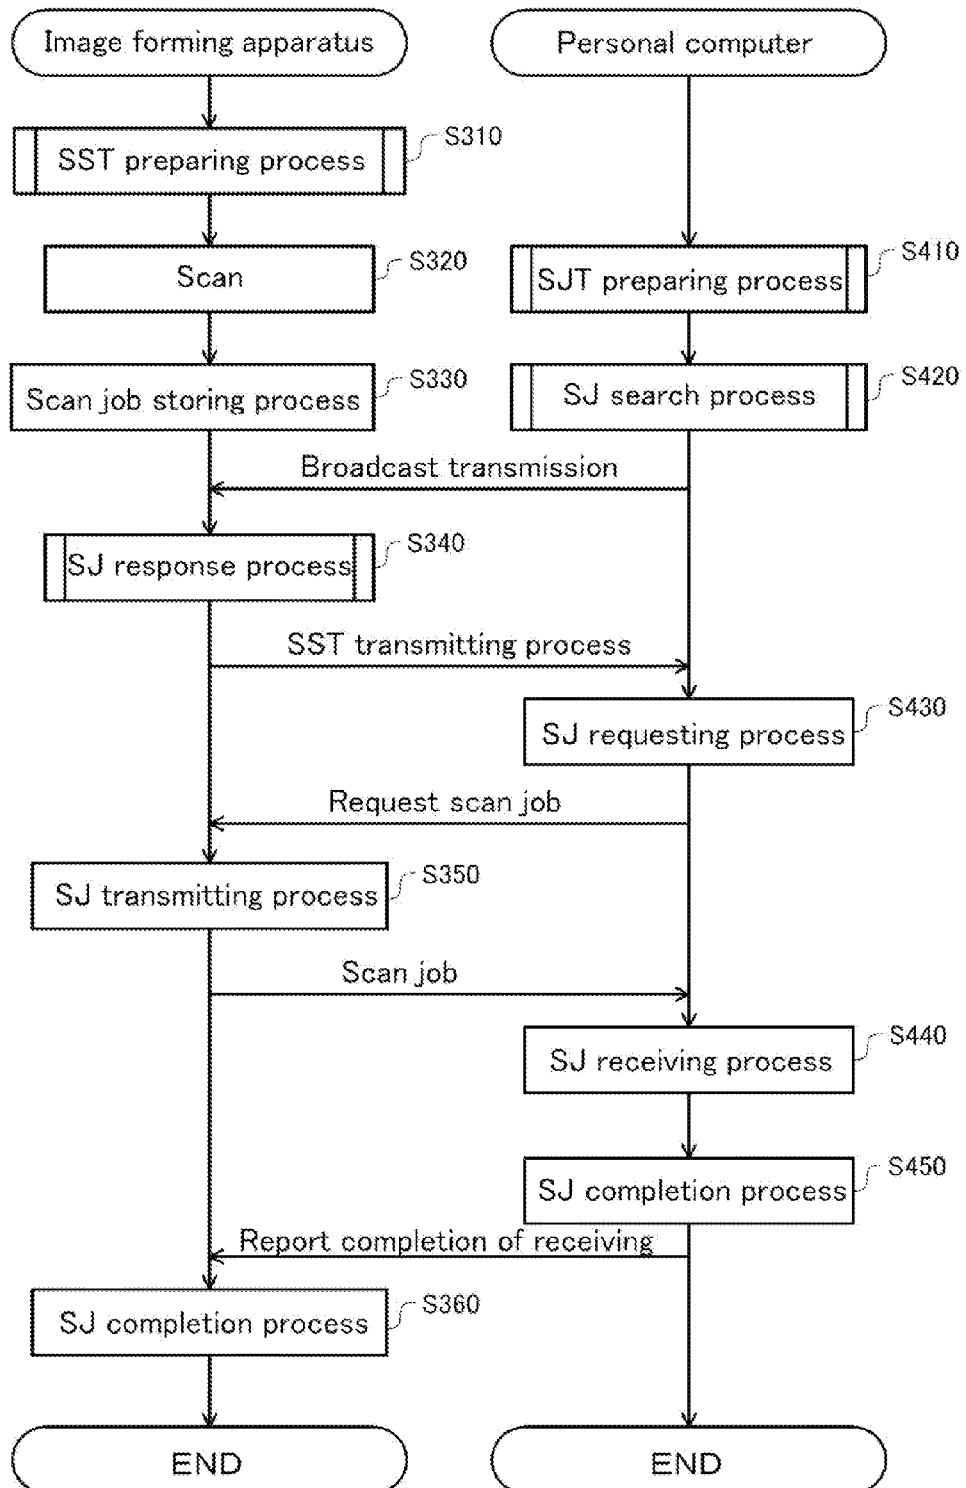 Image forming apparatus
Personal computer
SST preparing process
S310
Scan
S320
SJT preparing process
S410
Scan job storing process
S330
SJ search process
S420
Broadcast transmission
SJ response process
S340
SST transmitting process
SJ requesting process
S430
Request scan job
SJ transmitting process
S350
Scan job
SJ receiving process
S440
SJ completion process
S450
Report completion of receiving
SJ completion process
S360
END
END